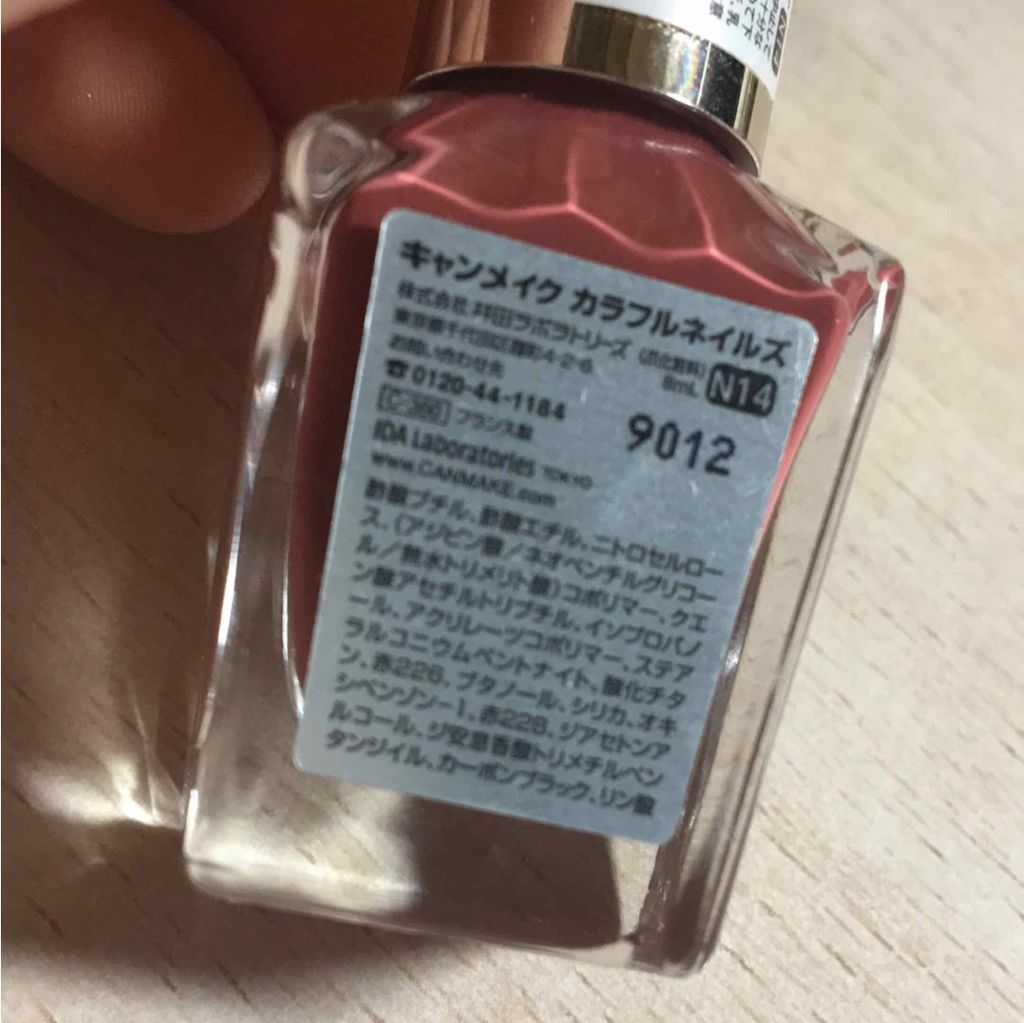 キャンメイク カラフルネイルズ
株式会社 井田ラボラトリーズ (爪化粧料)
東京都千代田区麹町4-2-6 8mL N14
お問い合わせ先
☎0120-44-1184
9012
フランス製
IDA Laboratories TOKYO
www.CANMAKE.com
酢酸ブチル、酢酸エチル、ニトロセルロー
ス、(アジピン酸/ネオペンチルグリコー
ル/無水トリメリト酸)コポリマー、クエ
ン酸アセチルトリブチル、イソプロパノ
ール、アクリレーツコポリマー、ステア
ラルコニウムベントナイト、酸化チタ
ン、赤226、ブタノール、シリカ、オキ
シベンゾン-1、赤228、ジアセトンア
ルコール、ジ安息香酸トリメチルペン
タンジイル、カーボンブラック、リン酸